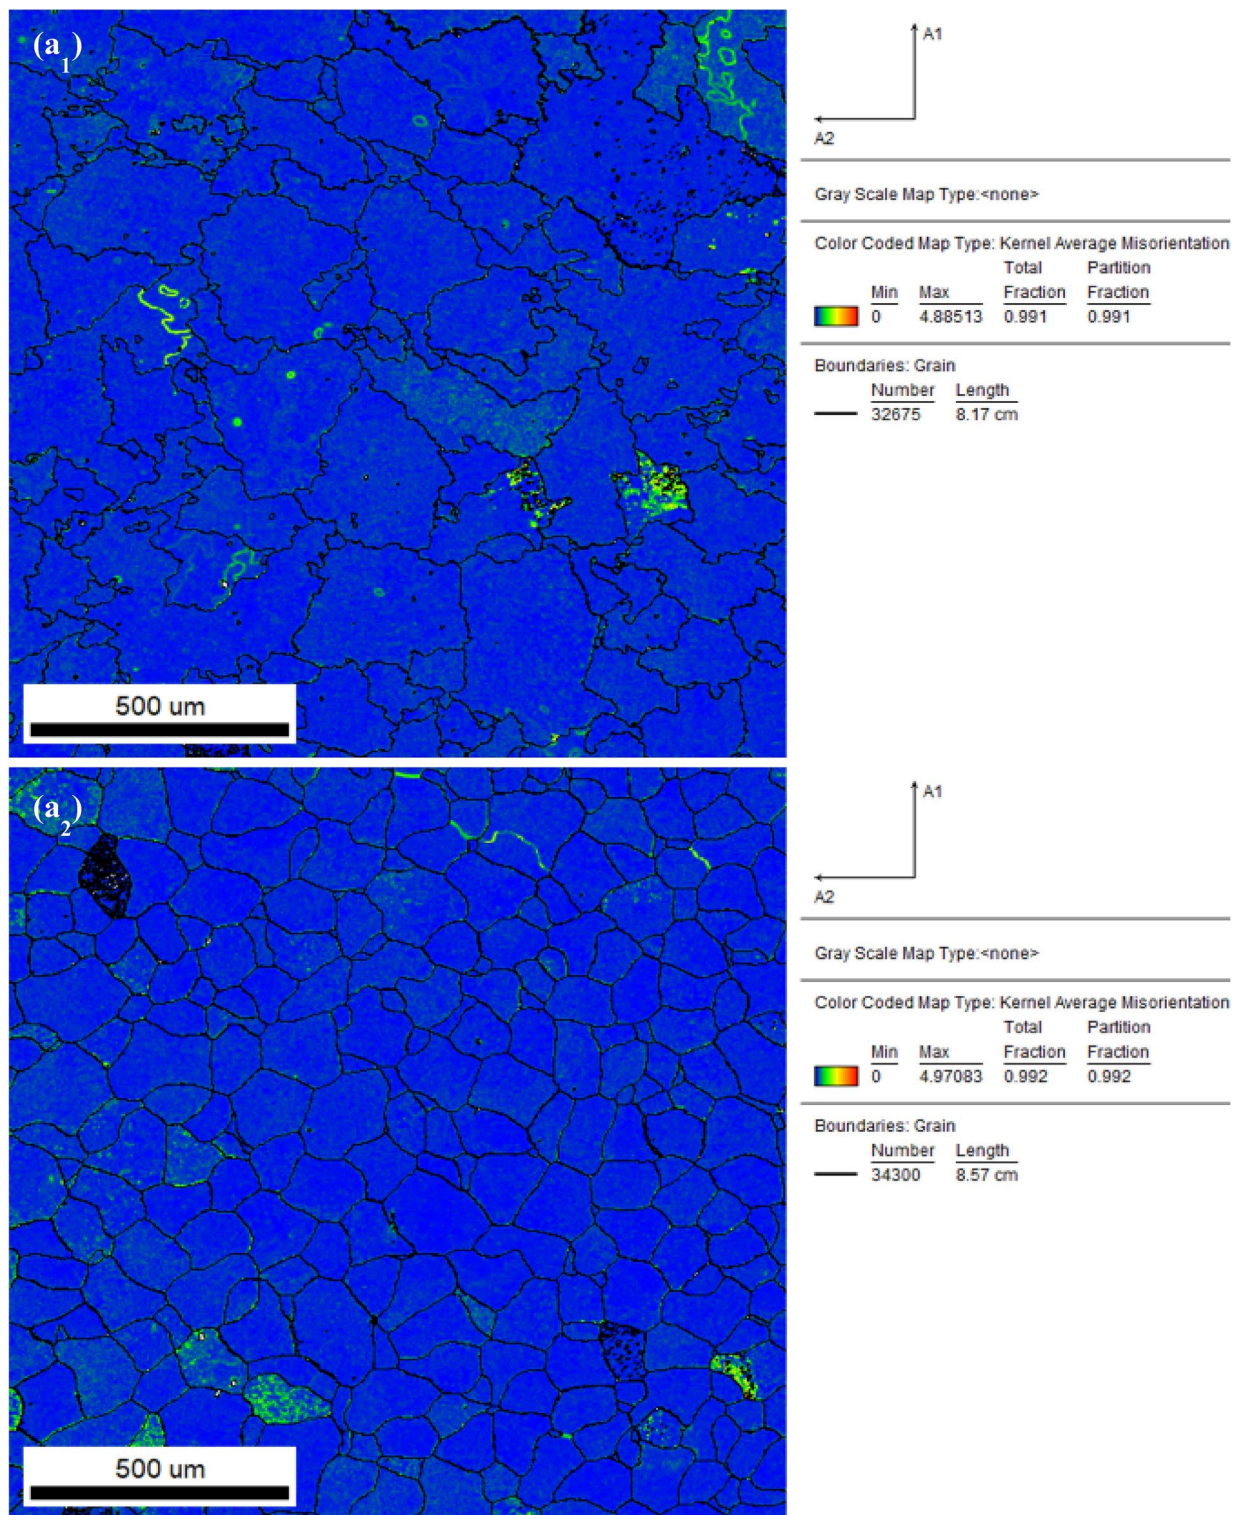 (a1)
A1
A2
Gray Scale Map Type:<none>
Color Coded Map Type: Kernel Average Misorientation
Total Partition
Min Max Fraction Fraction
0 4.88513 0.991 0.991
Boundaries: Grain
Number Length
32675 8.17 cm
500 um
(a2)
A1
A2
Gray Scale Map Type:<none>
Color Coded Map Type: Kernel Average Misorientation
Total Partition
Min Max Fraction Fraction
0 4.97083 0.992 0.992
Boundaries: Grain
Number Length
34300 8.57 cm
500 um